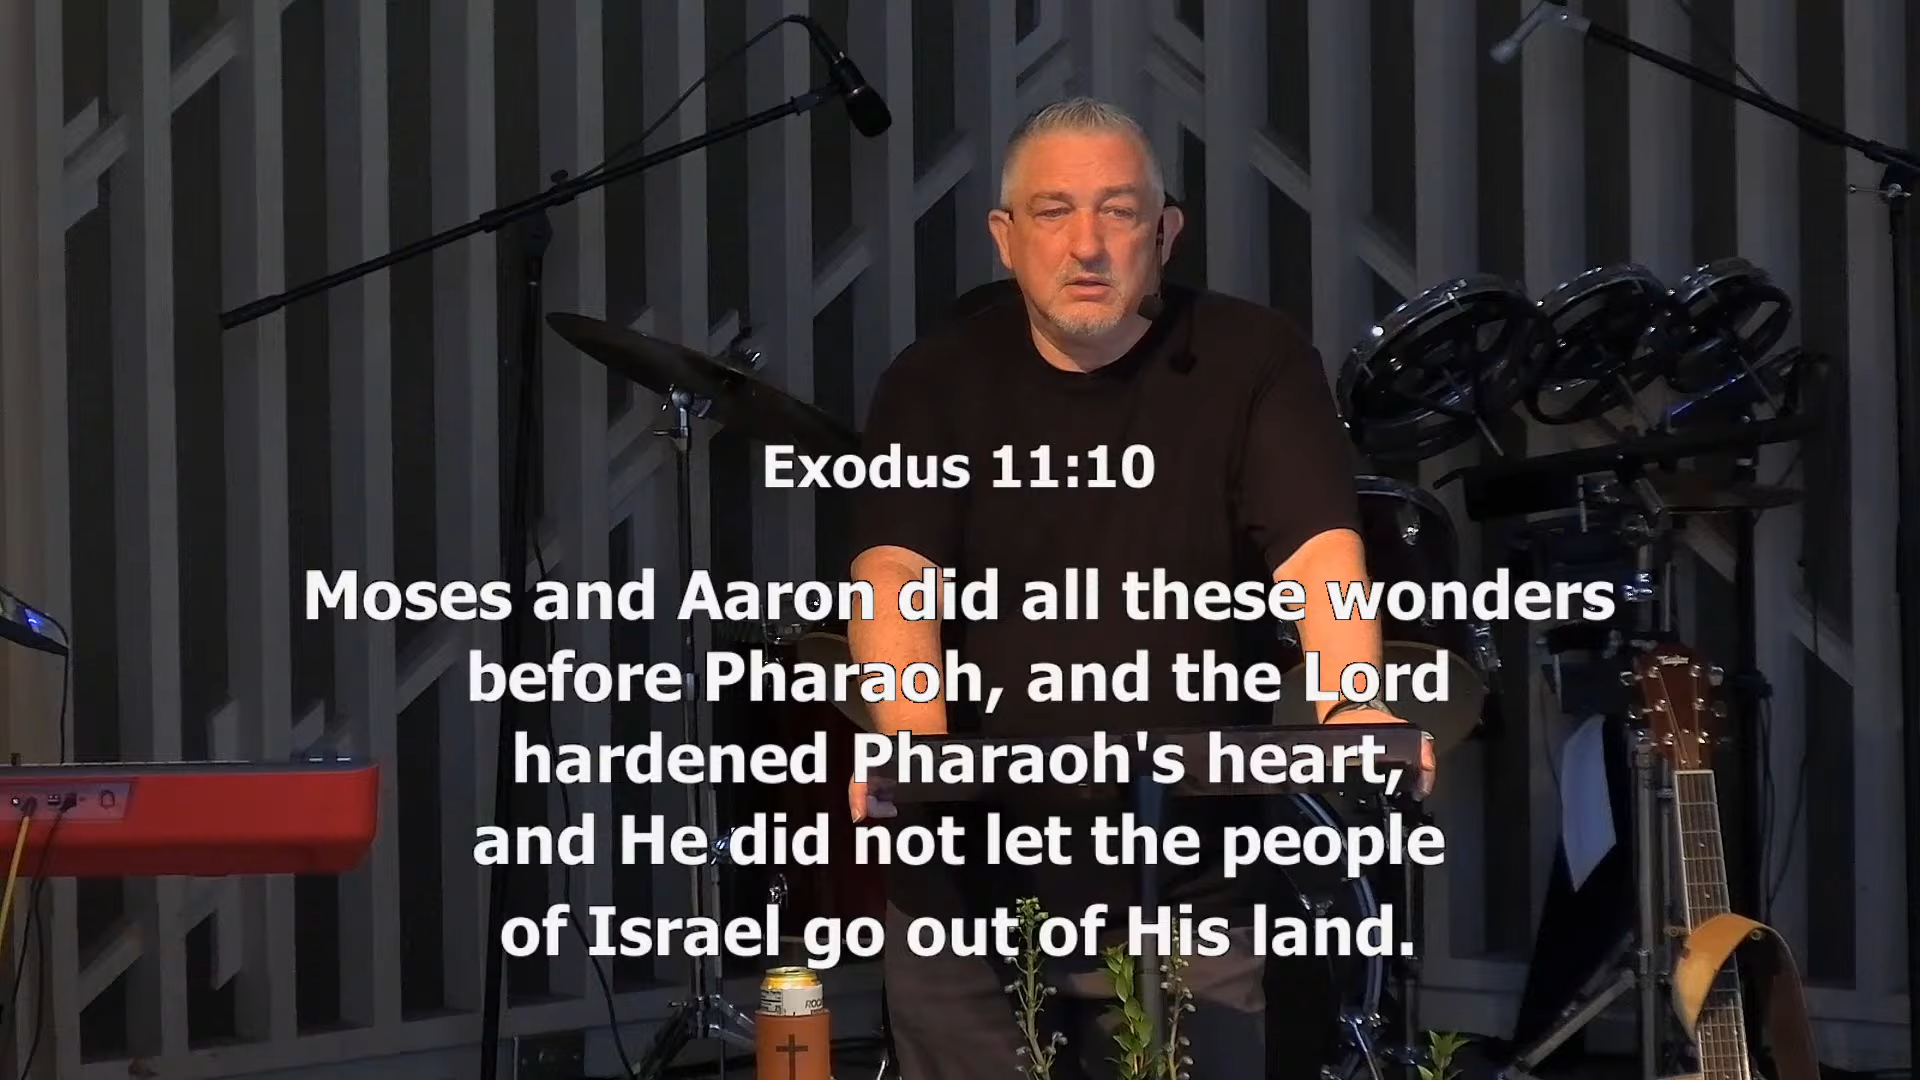 Exodus 11:10
Moses and Aaron did all these wonders
before Pharaoh, and the Lord
hardened Pharaoh's heart,
and He did not let the people
of Israel go out of His land.